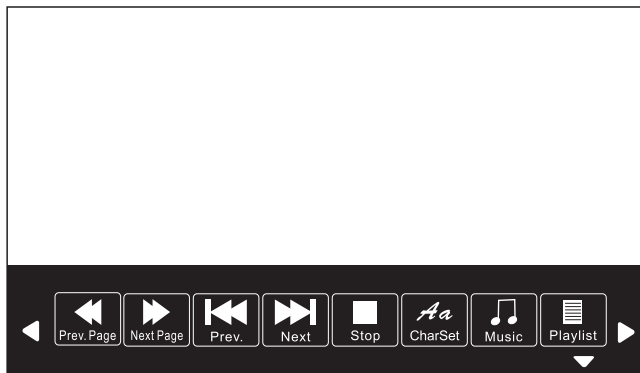 Prev. Page
Next Page
Prev.
Next
Stop
Aa
CharSet
Music
Playlist